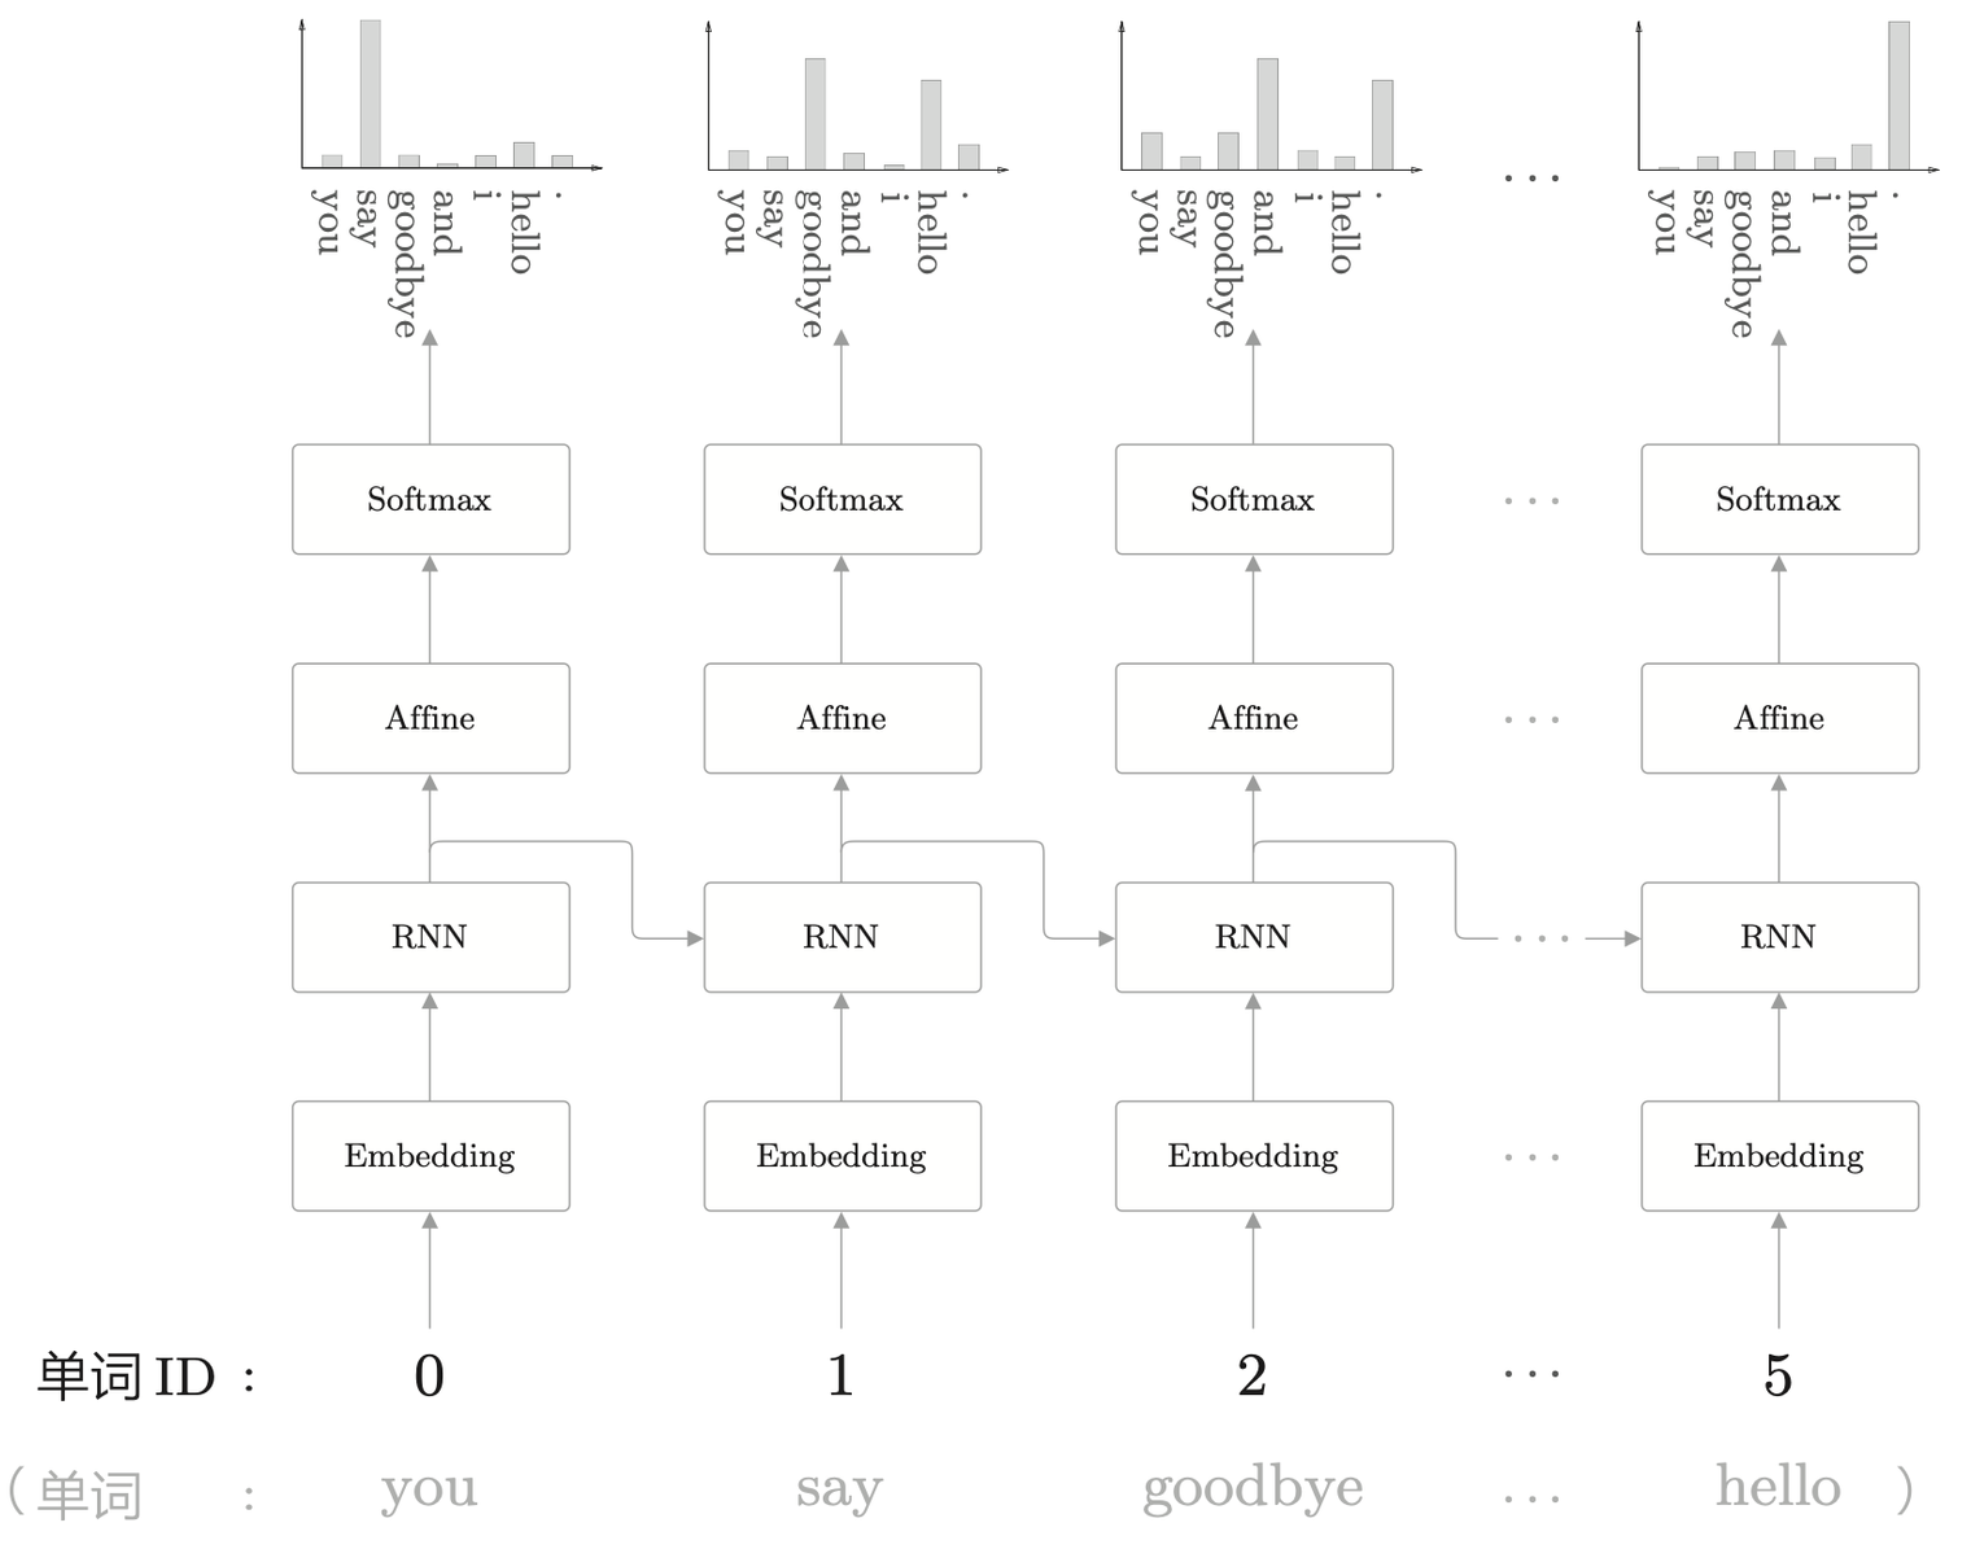 you say goodbye and i hello . you say goodbye and i hello . you say goodbye and i hello . ... you say goodbye and i hello .
Softmax Softmax Softmax ... Softmax
Affine Affine Affine ... Affine
RNN RNN RNN ... RNN
Embedding Embedding Embedding ... Embedding
单词 ID : 0 1 2 ... 5
(单词 : you say goodbye ... hello )